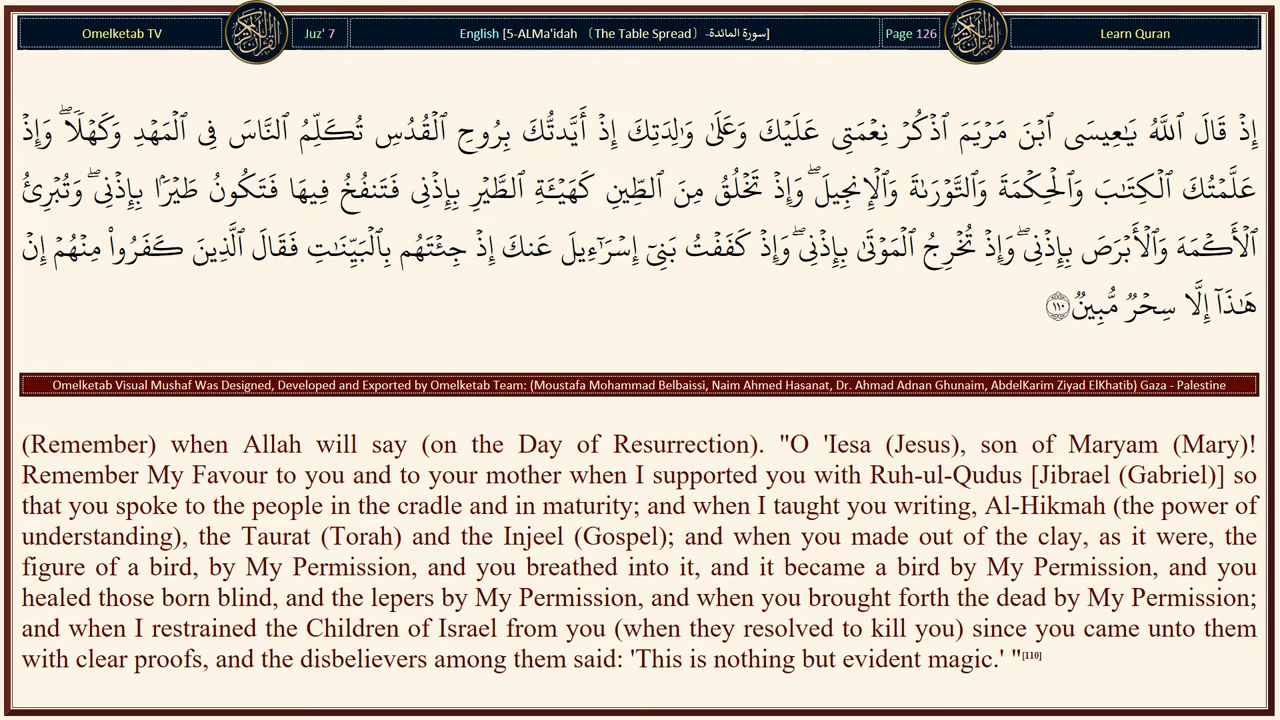 Omelketab TV
Juz' 7
English [5-ALMa'idah (The Table Spread) -سورة المائدة]
Page 126
Learn Quran
إِذْ قَالَ ٱللَّهُ يَـٰعِيسَى ٱبْنَ مَرْيَمَ ٱذْكُرْ نِعْمَتِى عَلَيْكَ وَعَلَىٰ وَٰلِدَتِكَ إِذْ أَيَّدتُّكَ بِرُوحِ ٱلْقُدُسِ تُكَلِّمُ ٱلنَّاسَ فِى ٱلْمَهْدِ وَكَهْلًا ۖ وَإِذْ
عَلَّمْتُكَ ٱلْكِتَـٰبَ وَٱلْحِكْمَةَ وَٱلتَّوْرَىٰةَ وَٱلْإِنجِيلَ ۖ وَإِذْ تَخْلُقُ مِنَ ٱلطِّينِ كَهَيْـَٔةِ ٱلطَّيْرِ بِإِذْنِى فَتَنفُخُ فِيهَا فَتَكُونُ طَيْرًۢا بِإِذْنِى ۖ وَتُبْرِئُ
ٱلْأَكْمَهَ وَٱلْأَبْرَصَ بِإِذْنِى ۖ وَإِذْ تُخْرِجُ ٱلْمَوْتَىٰ بِإِذْنِى ۖ وَإِذْ كَفَفْتُ بَنِىٓ إِسْرَٰٓءِيلَ عَنكَ إِذْ جِئْتَهُم بِٱلْبَيِّنَـٰتِ فَقَالَ ٱلَّذِينَ كَفَرُوا۟ مِنْهُمْ إِنْ
هَـٰذَآ إِلَّا سِحْرٌ مُّبِينٌ ١١٠
Omelketab Visual Mushaf Was Designed, Developed and Exported by Omelketab Team: (Moustafa Mohammad Belbaissi, Naim Ahmed Hasanat, Dr. Ahmad Adnan Ghunaim, AbdelKarim Ziyad ElKhatib) Gaza - Palestine
(Remember) when Allah will say (on the Day of Resurrection). "O 'Iesa (Jesus), son of Maryam (Mary)!
Remember My Favour to you and to your mother when I supported you with Ruh-ul-Qudus [Jibrael (Gabriel)] so
that you spoke to the people in the cradle and in maturity; and when I taught you writing, Al-Hikmah (the power of
understanding), the Taurat (Torah) and the Injeel (Gospel); and when you made out of the clay, as it were, the
figure of a bird, by My Permission, and you breathed into it, and it became a bird by My Permission, and you
healed those born blind, and the lepers by My Permission, and when you brought forth the dead by My Permission;
and when I restrained the Children of Israel from you (when they resolved to kill you) since you came unto them
with clear proofs, and the disbelievers among them said: 'This is nothing but evident magic.' "[110]